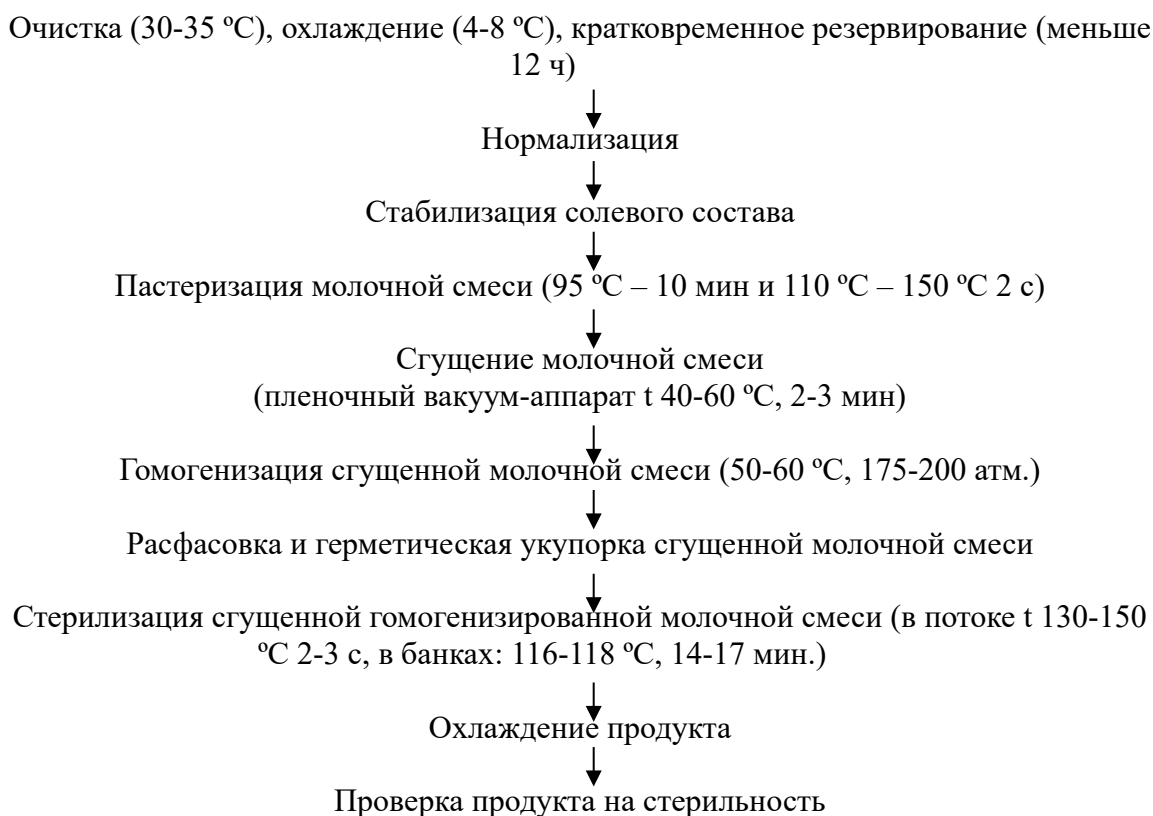 Очистка (30-35 ºС), охлаждение (4-8 ºС), кратковременное резервирование (меньше
12 ч)
Нормализация
Стабилизация солевого состава
Пастеризация молочной смеси (95 ºС – 10 мин и 110 ºС – 150 ºС 2 с)
Сгущение молочной смеси
(пленочный вакуум-аппарат t 40-60 ºС, 2-3 мин)
Гомогенизация сгущенной молочной смеси (50-60 ºС, 175-200 атм.)
Расфасовка и герметическая укупорка сгущенной молочной смеси
Стерилизация сгущенной гомогенизированной молочной смеси (в потоке t 130-150
ºС 2-3 с, в банках: 116-118 ºС, 14-17 мин.)
Охлаждение продукта
Проверка продукта на стерильность